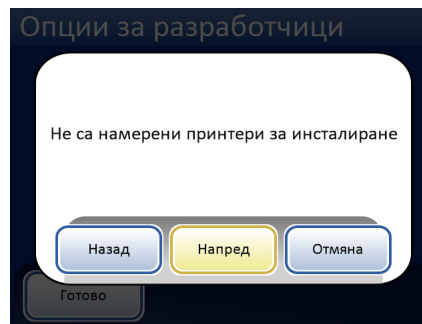 Опции за разработчици
Не са намерени принтери за инсталиране
Назад
Напред
Отмяна
Готово